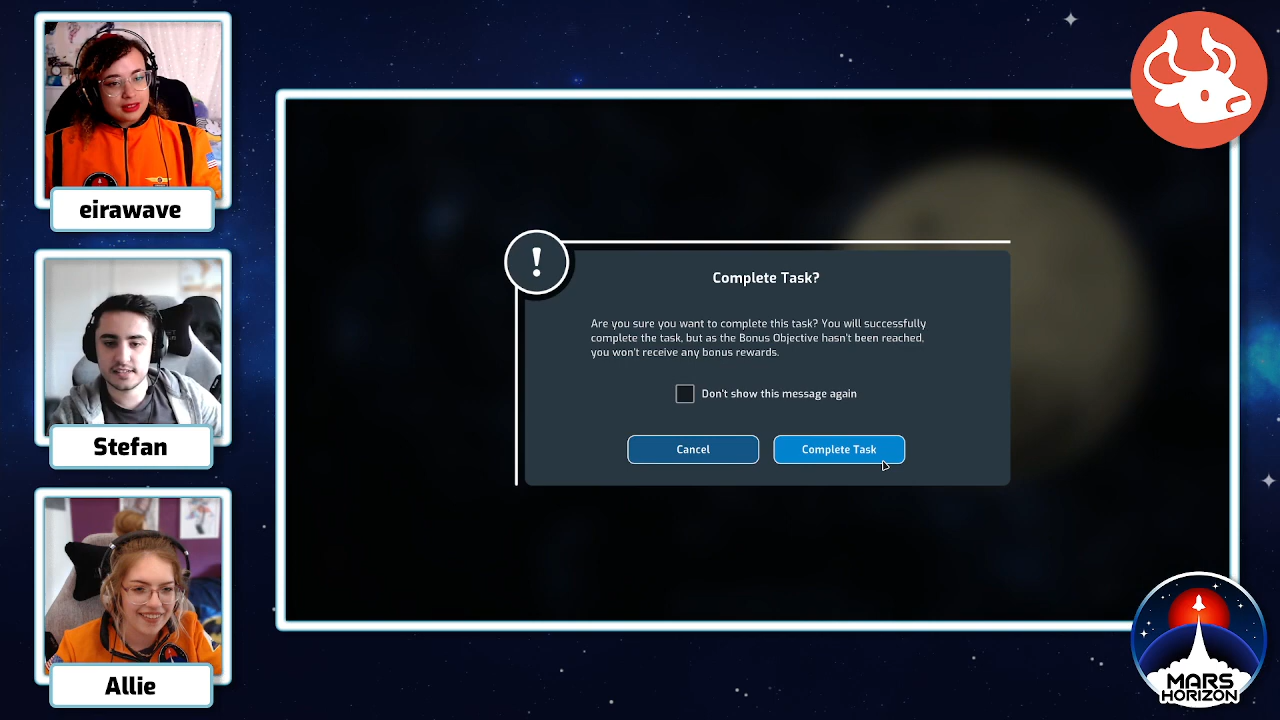 eirawave
Stefan
Allie
!
Complete Task?
Are you sure you want to complete this task? You will successfully
complete the task, but as the Bonus Objective hasn't been reached,
you won't receive any bonus rewards.
Don't show this message again
Cancel
Complete Task
MARS
HORIZON